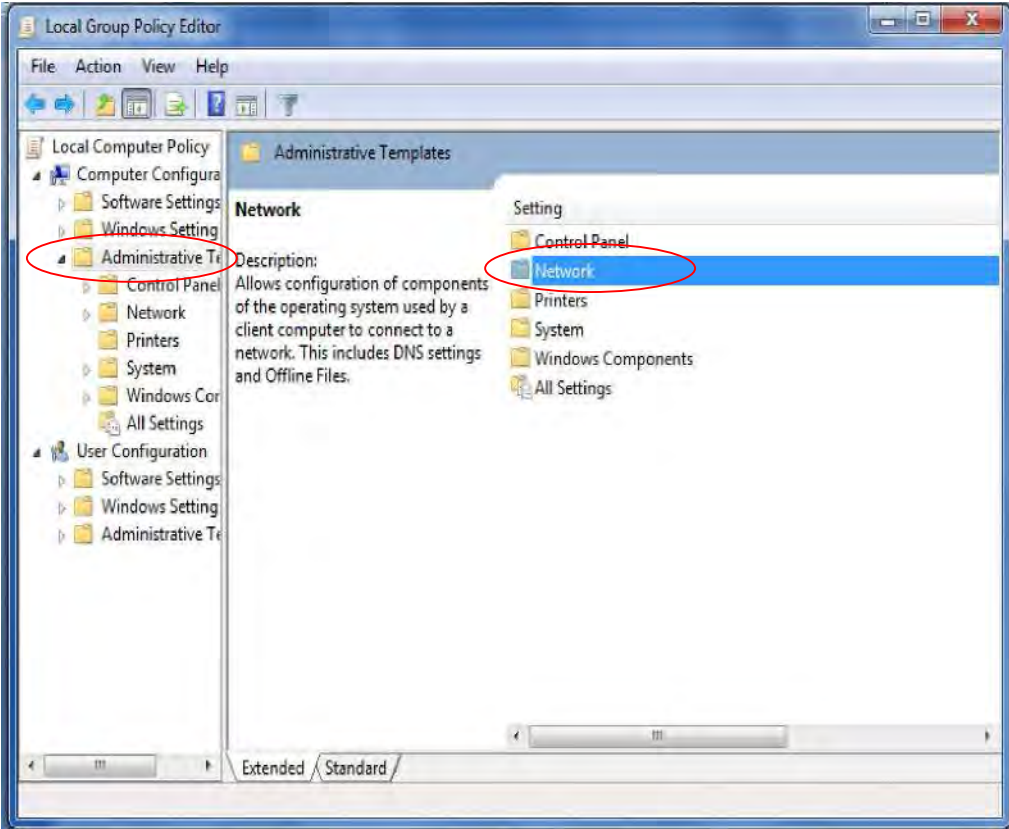 Local Group Policy Editor
File Action View Help
Local Computer Policy
Computer Configura
Software Settings
Windows Setting
Administrative Te
Control Panel
Network
Printers
System
Windows Cor
All Settings
User Configuration
Software Settings
Windows Setting
Administrative Te
Administrative Templates
Network
Description:
Allows configuration of components
of the operating system used by a
client computer to connect to a
network. This includes DNS settings
and Offline Files.
Setting
Control Panel
Network
Printers
System
Windows Components
All Settings
Extended Standard